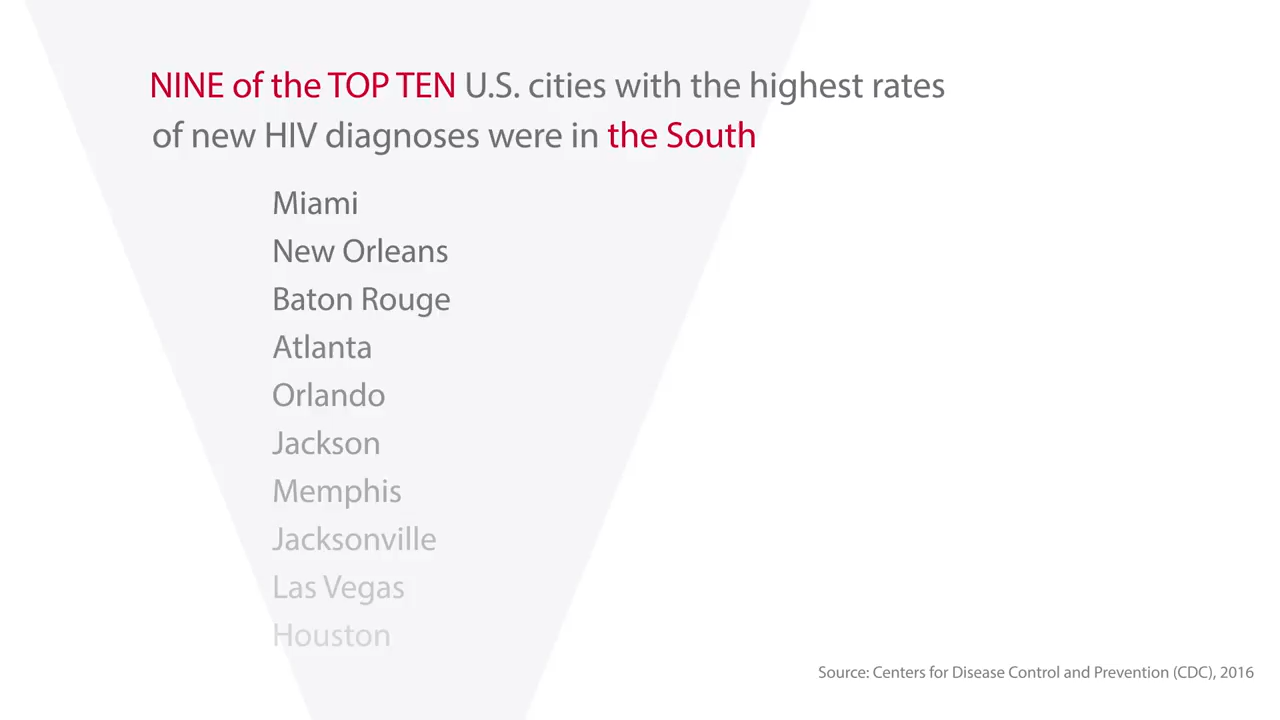 NINE of the TOP TEN U.S. cities with the highest rates
of new HIV diagnoses were in the South
Miami
New Orleans
Baton Rouge
Atlanta
Orlando
Jackson
Memphis
Jacksonville
Las Vegas
Houston
Source: Centers for Disease Control and Prevention (CDC), 2016